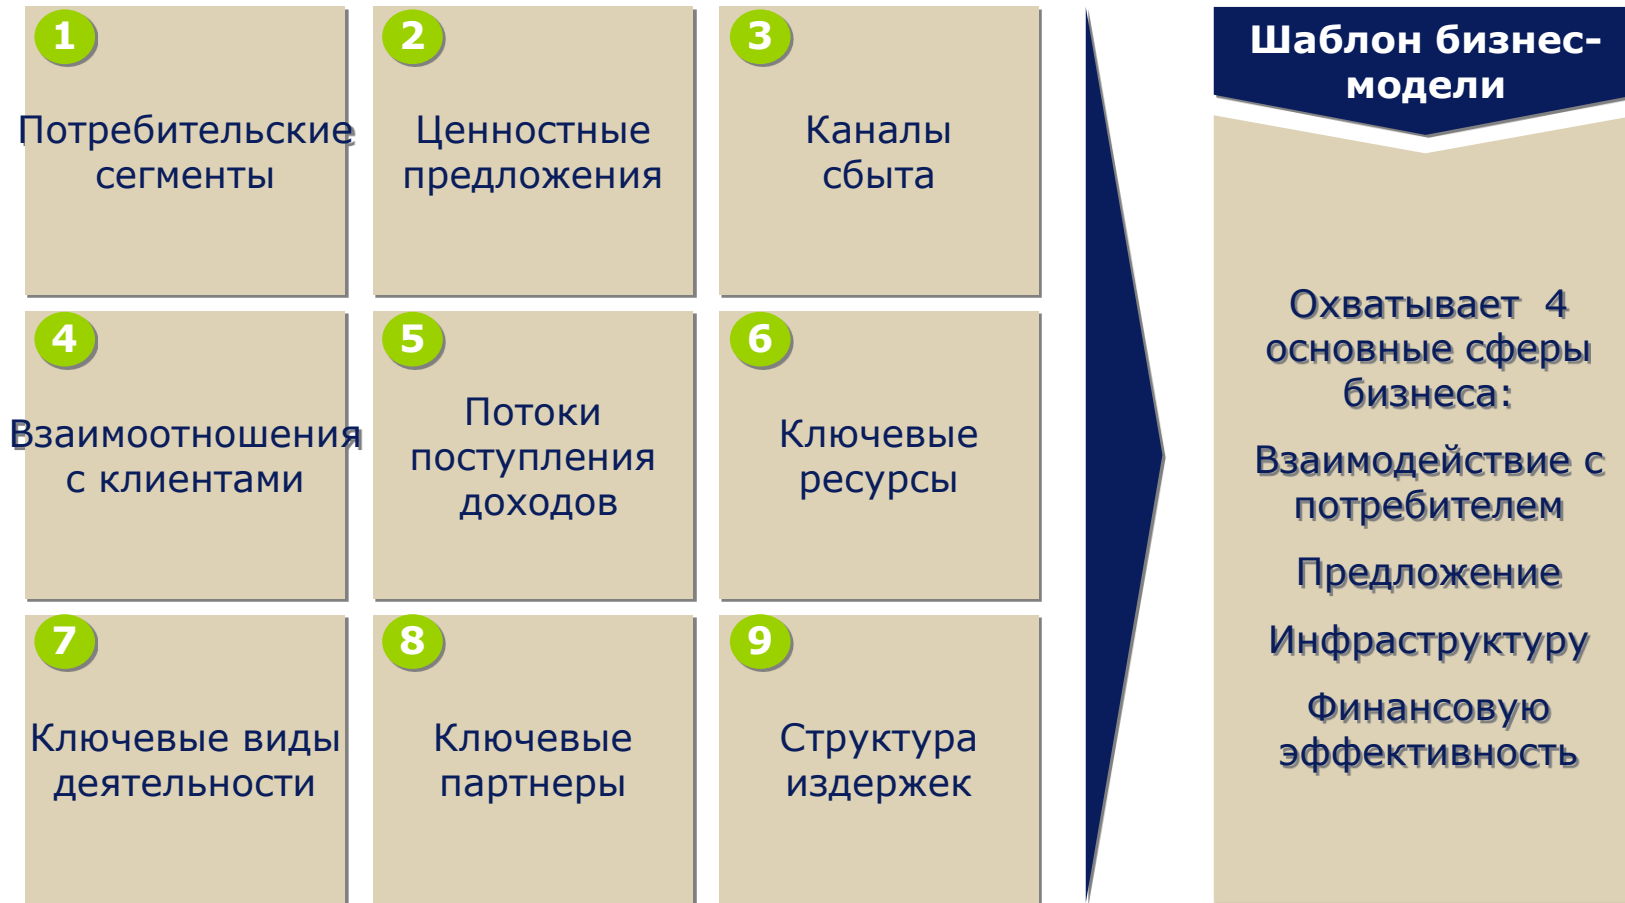 1
Потребительские
сегменты
2
Ценностные
предложения
3
Каналы
сбыта
4
Взаимоотношения
с клиентами
5
Потоки
поступления
доходов
6
Ключевые
ресурсы
7
Ключевые виды
деятельности
8
Ключевые
партнеры
9
Структура
издержек
Шаблон бизнес-
модели
Охватывает 4
основные сферы
бизнеса:
Взаимодействие с
потребителем
Предложение
Инфраструктуру
Финансовую
эффективность